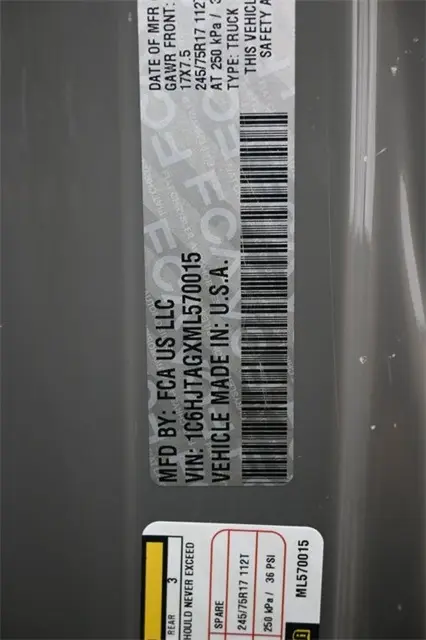 DATE OF MFR
GAWR FRONT:
17X7.5
245/75R17 112T
AT 250 kPa /
TYPE: TRUCK
THIS VEHICL
SAFETY A
MFD BY: FCA US LLC
VIN: 1C6HJTAGXML570015
VEHICLE MADE IN: U.S.A.
REAR 3
HOULD NEVER EXCEED
SPARE
245/75R17 112T
250 kPa / 36 PSI
ML570015